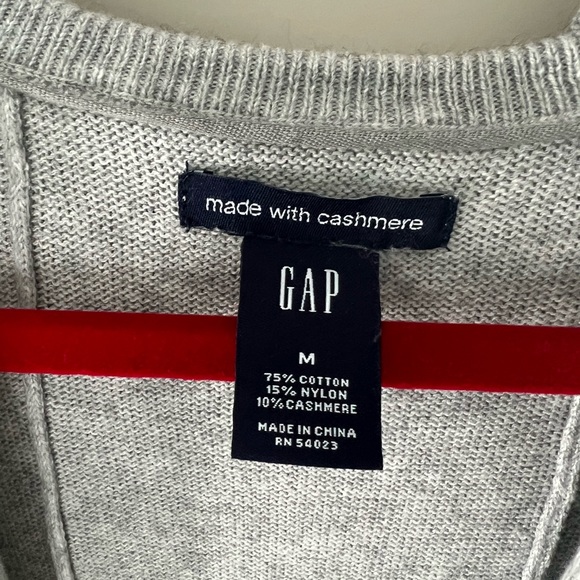 made with cashmere
GAP
M
75% COTTON
15% NYLON
10% CASHMERE
MADE IN CHINA
RN 54023